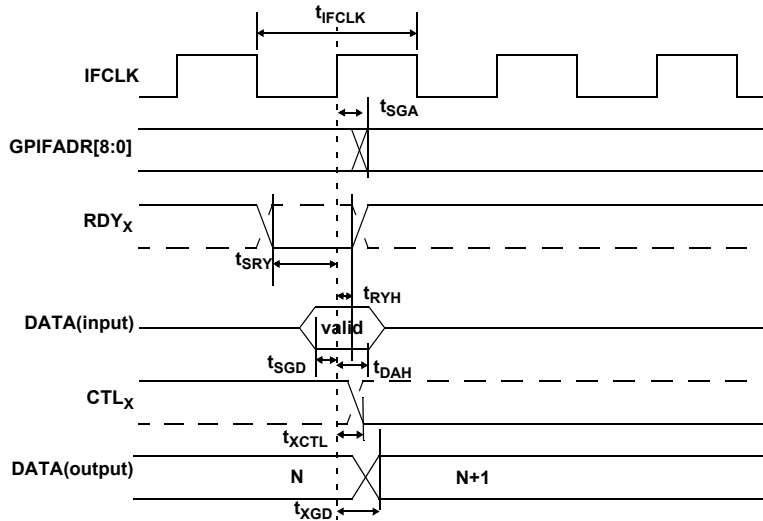 tIFCLK
IFCLK
tSGA
GPIFADR[8:0]
RDYX
tSRY
tRYH
DATA(input)
valid
tSGD
tDAH
CTLX
tXCTL
DATA(output)
N
N+1
tXGD